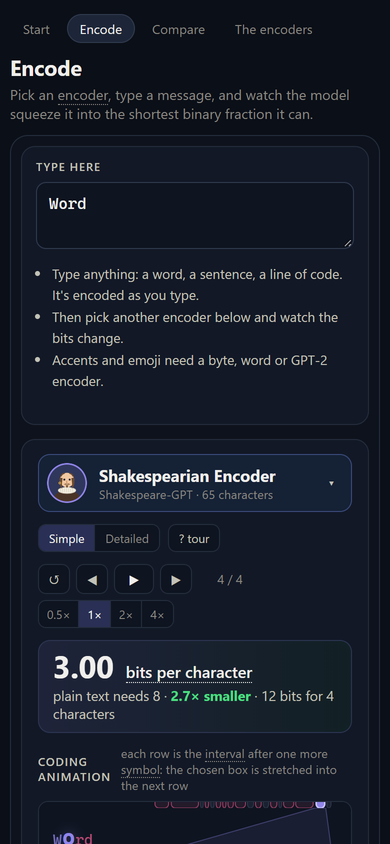 Start Encode Compare The encoders
Encode
Pick an encoder, type a message, and watch the model
squeeze it into the shortest binary fraction it can.
TYPE HERE
Word
Type anything: a word, a sentence, a line of code.
It's encoded as you type.
Then pick another encoder below and watch the
bits change.
Accents and emoji need a byte, word or GPT-2
encoder.
Shakespearian Encoder
Shakespeare-GPT · 65 characters
Simple Detailed ? tour
4 / 4
0.5× 1× 2× 4×
3.00 bits per character
plain text needs 8 · 2.7× smaller · 12 bits for 4
characters
CODING
ANIMATION
each row is the interval after one more
symbol: the chosen box is stretched into
the next row
Word